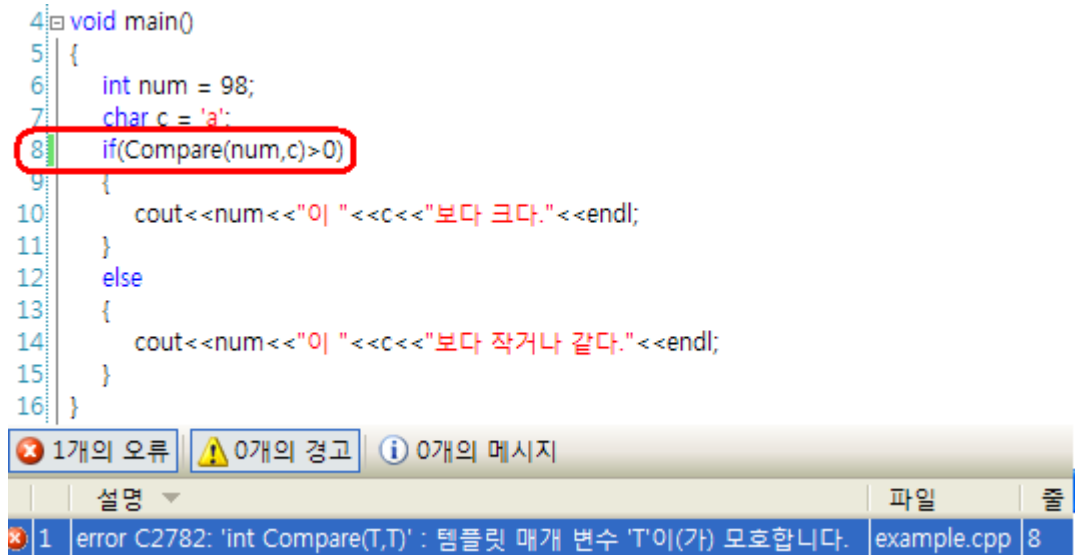 4 void main()
5 {
6 int num = 98;
7 char c = 'a';
8 if(Compare(num,c)>0)
9 {
10 cout<<num<<"이 "<<c<<"보다 크다."<<endl;
11 }
12 else
13 {
14 cout<<num<<"이 "<<c<<"보다 작거나 같다."<<endl;
15 }
16 }
1개의 오류 0개의 경고 0개의 메시지
설명 파일 줄
1 error C2782: 'int Compare(T,T)' : 템플릿 매개 변수 'T'이(가) 모호합니다. example.cpp 8